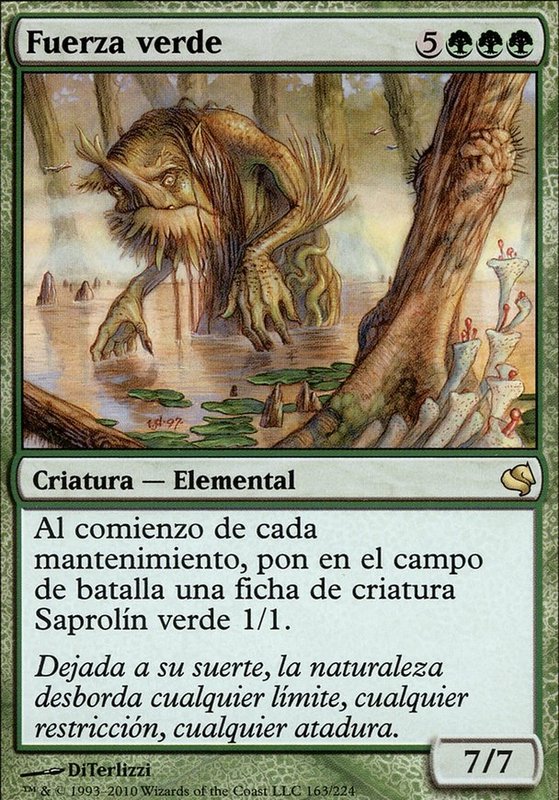 Fuerza verde 5
Criatura — Elemental
Al comienzo de cada
mantenimiento, pon en el campo
de batalla una ficha de criatura
Saprolín verde 1/1.
Dejada a su suerte, la naturaleza
desborda cualquier límite, cualquier
restricción, cualquier atadura.
7/7
DiTerlizzi
™ & © 1993–2010 Wizards of the Coast LLC 163/224